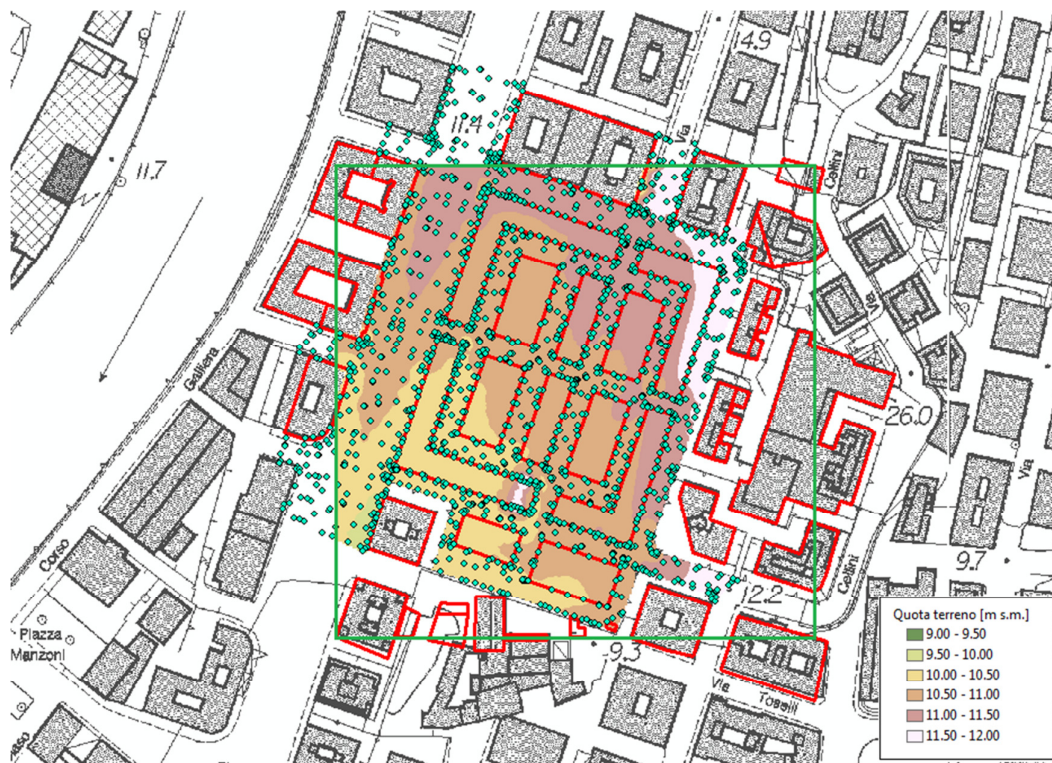 14.9
11.4
Via
11.7
Cellini
Val
Galliera
26.0
Via
Corso
9.7
Cellini
12.2
Piazza
Manzoni
9.3
Via
Toselli
Quota terreno [m s.m.]
9.00 - 9.50
9.50 - 10.00
10.00 - 10.50
10.50 - 11.00
11.00 - 11.50
11.50 - 12.00